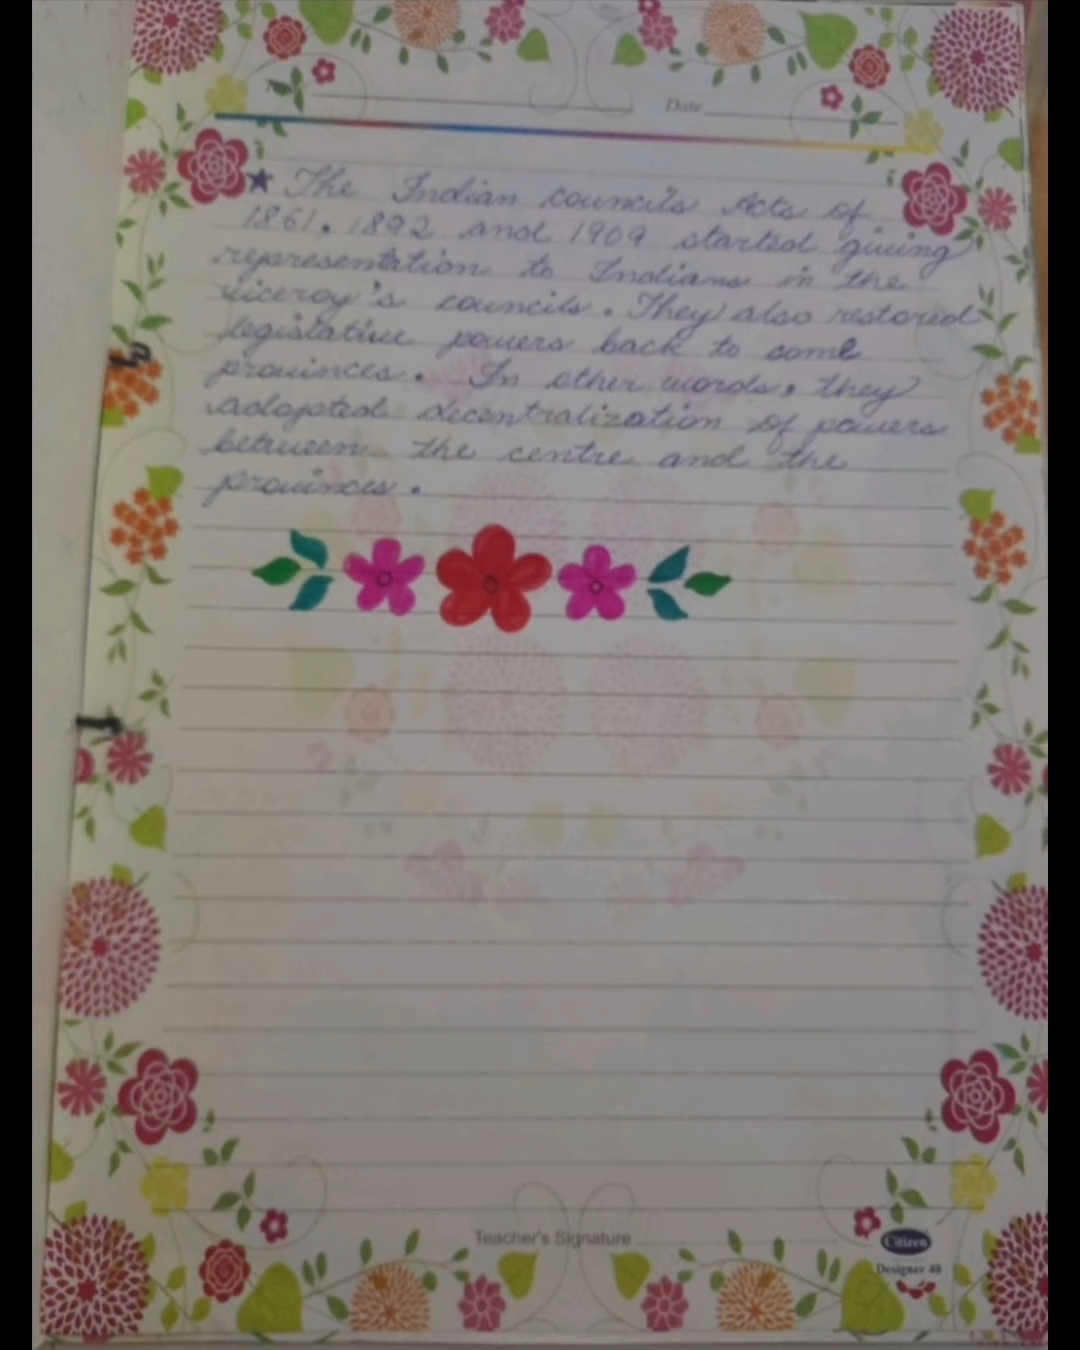 Date
★ The Indian councils Acts of
1861, 1892 and 1909 started giving
representation to Indians in the
viceroy's councils. They also restored
legislative powers back to some
provinces. In other words, they
adopted decentralization of powers
between the centre and the
provinces.
Teacher's Signature
Citizen
Designer 40